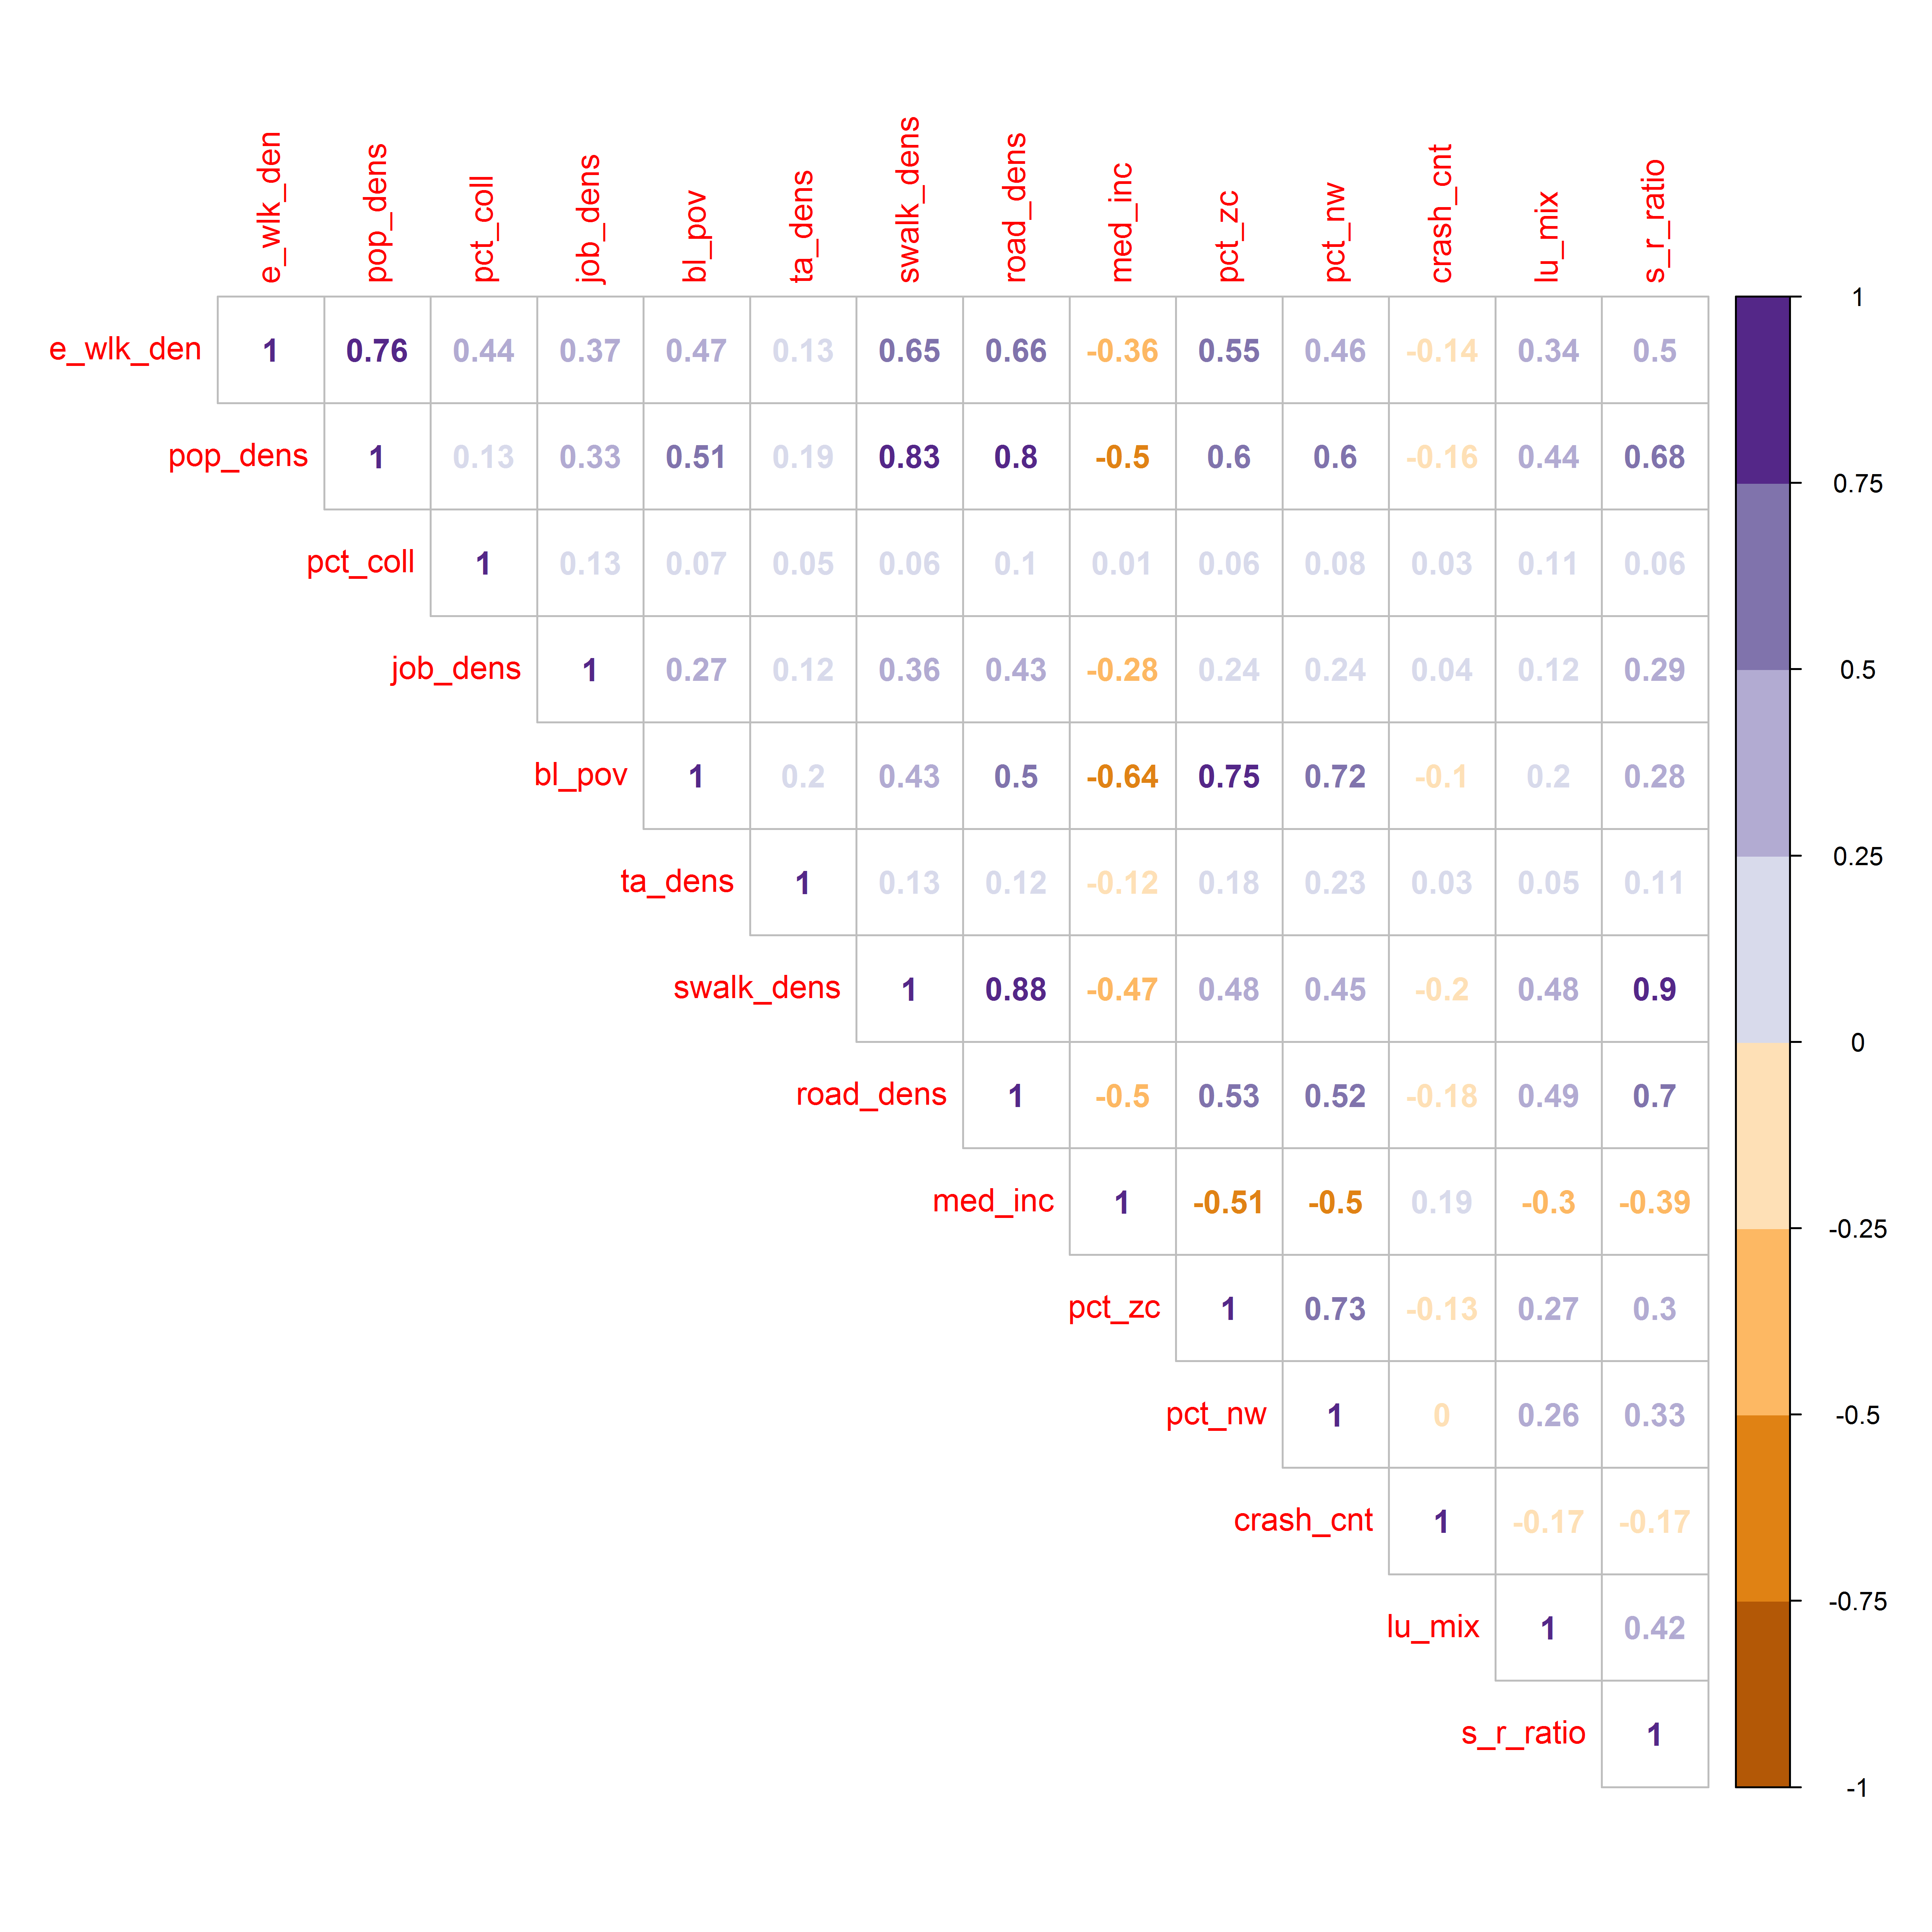 e_wlk_den pop_dens pct_coll job_dens bl_pov ta_dens swalk_dens road_dens med_inc pct_zc pct_nw crash_cnt lu_mix s_r_ratio
e_wlk_den 1 0.76 0.44 0.37 0.47 0.13 0.65 0.66 -0.36 0.55 0.46 -0.14 0.34 0.5
pop_dens 1 0.13 0.33 0.51 0.19 0.83 0.8 -0.5 0.6 0.6 -0.16 0.44 0.68
pct_coll 1 0.13 0.07 0.05 0.06 0.1 0.01 0.06 0.08 0.03 0.11 0.06
job_dens 1 0.27 0.12 0.36 0.43 -0.28 0.24 0.24 0.04 0.12 0.29
bl_pov 1 0.2 0.43 0.5 -0.64 0.75 0.72 -0.1 0.2 0.28
ta_dens 1 0.13 0.12 -0.12 0.18 0.23 0.03 0.05 0.11
swalk_dens 1 0.88 -0.47 0.48 0.45 -0.2 0.48 0.9
road_dens 1 -0.5 0.53 0.52 -0.18 0.49 0.7
med_inc 1 -0.51 -0.5 0.19 -0.3 -0.39
pct_zc 1 0.73 -0.13 0.27 0.3
pct_nw 1 0 0.26 0.33
crash_cnt 1 -0.17 -0.17
lu_mix 1 0.42
s_r_ratio 1
1
0.75
0.5
0.25
0
-0.25
-0.5
-0.75
-1